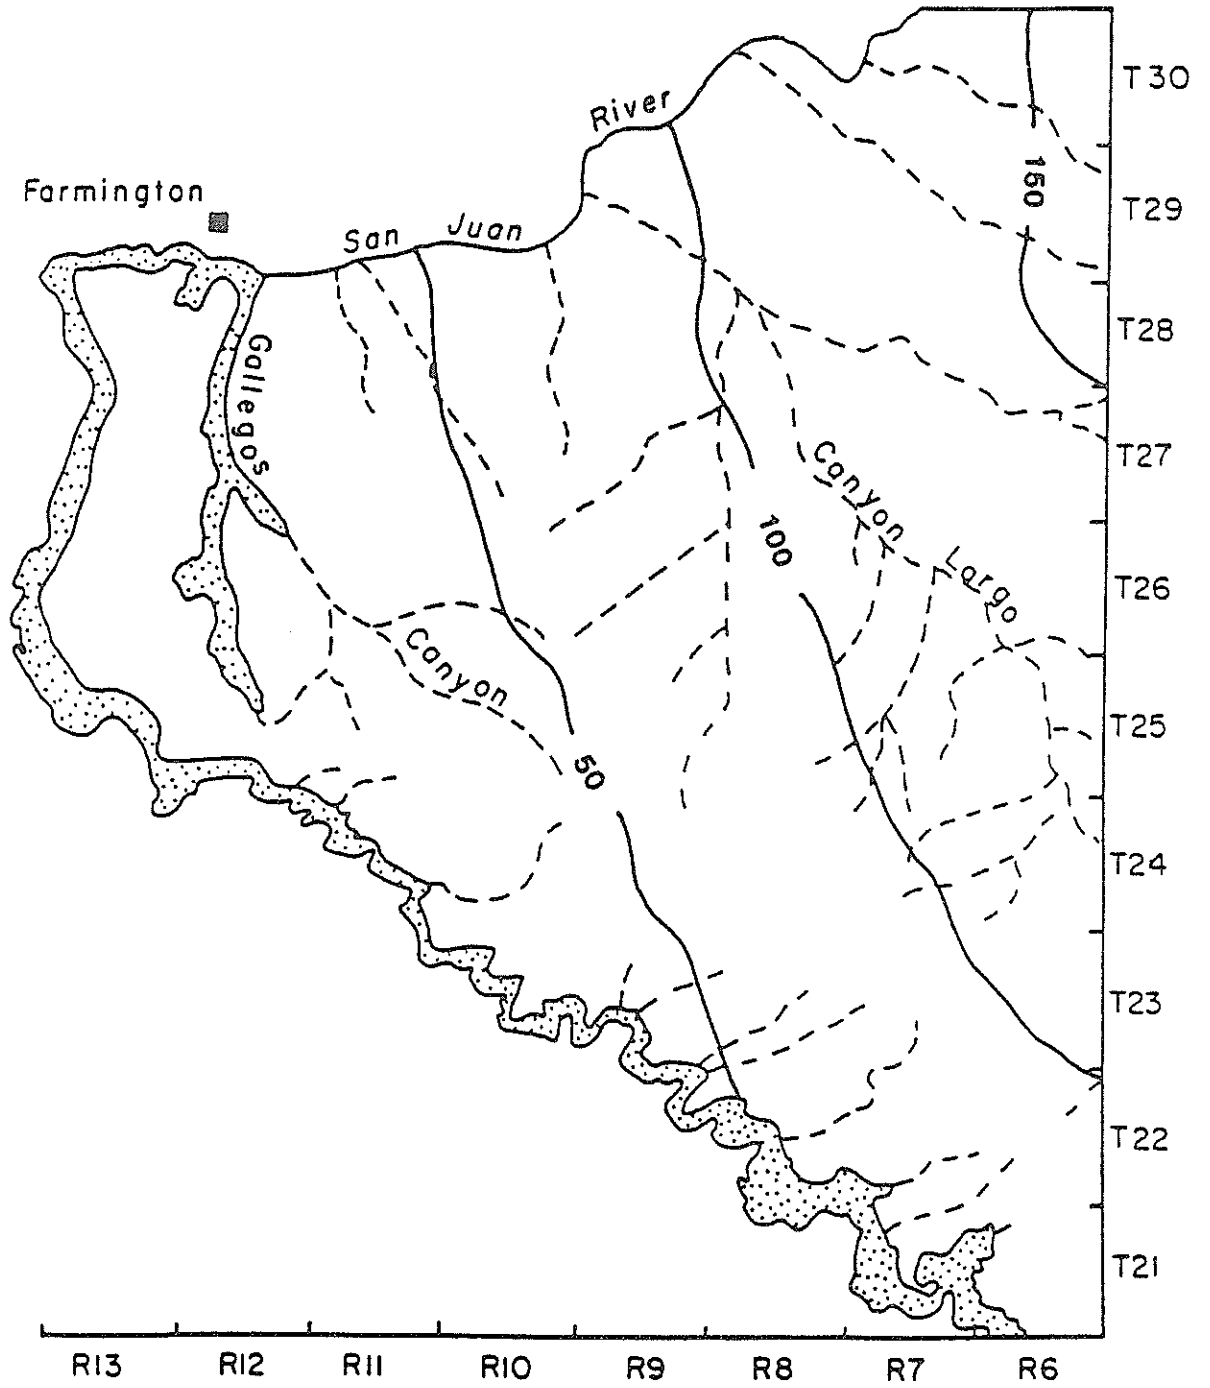 T30
River
150
Farmington
T29
San Juan
T28
Gallegos
T27
Canyon Largo
100
T26
Canyon
T25
50
T24
T23
T22
T21
R13 R12 R11 R10 R9 R8 R7 R6